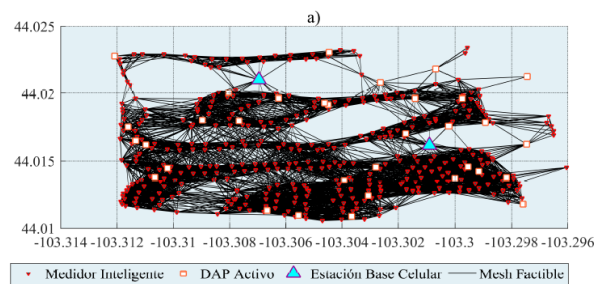 a)
44.025
44.02
44.015
44.01
-103.314 -103.312 -103.31 -103.308 -103.306 -103.304 -103.302 -103.3 -103.298 -103.296
Medidor Inteligente DAP Activo Estación Base Celular Mesh Factible